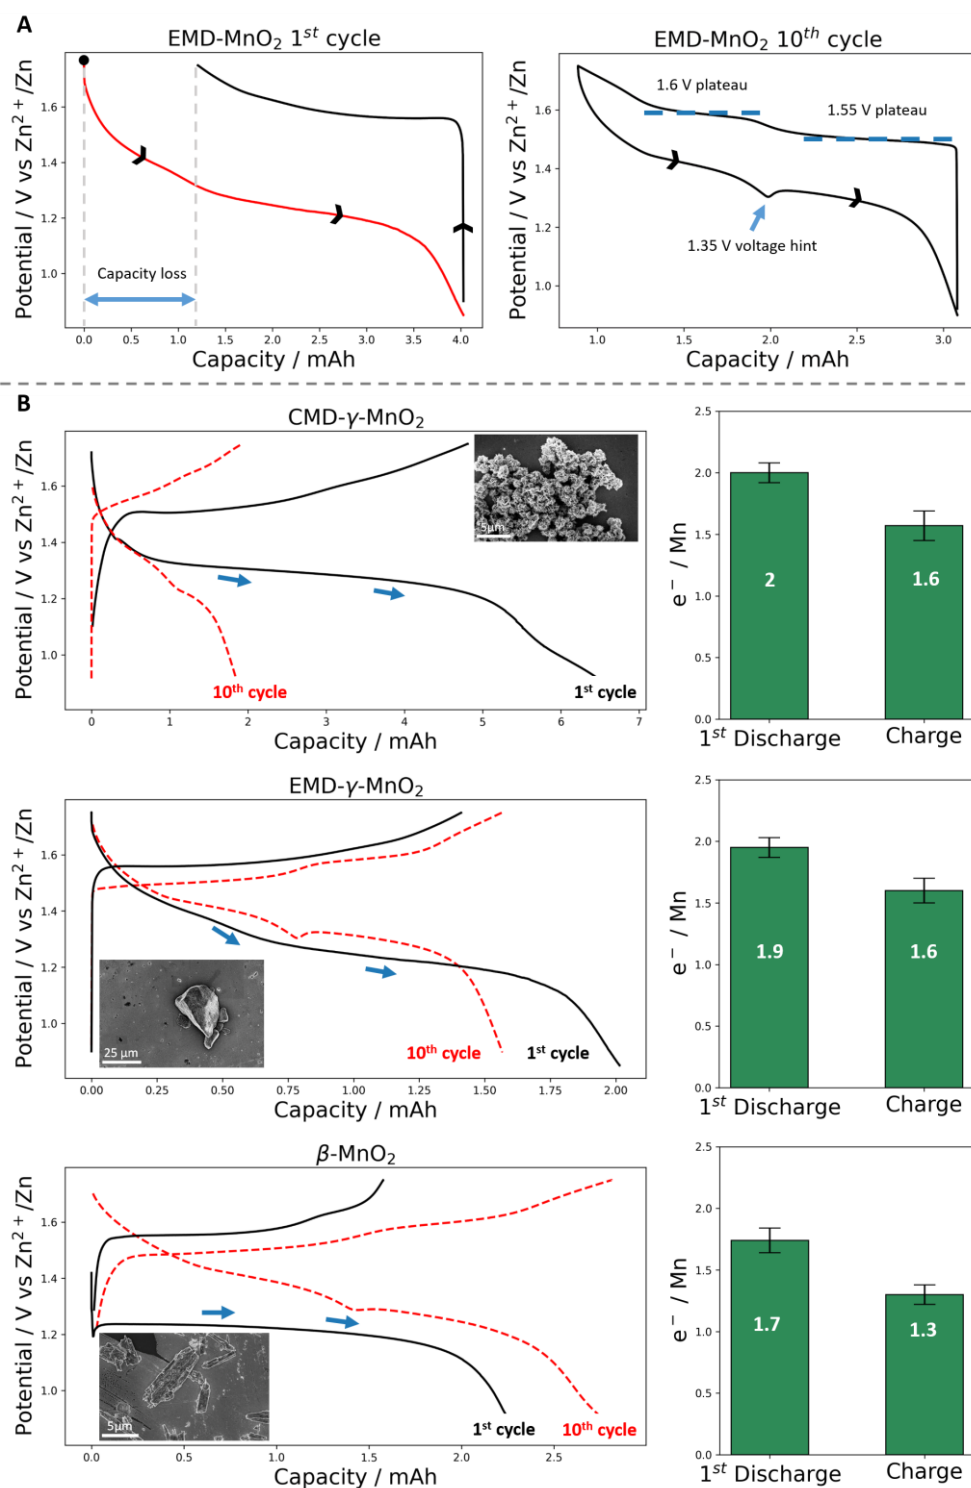 A
EMD-MnO₂ 1ˢᵗ cycle
Potential / V vs Zn²⁺/Zn
1.6
1.4
1.2
1.0
Capacity loss
0.0 0.5 1.0 1.5 2.0 2.5 3.0 3.5 4.0
Capacity / mAh
EMD-MnO₂ 10ᵗʰ cycle
Potential / V vs Zn²⁺/Zn
1.6
1.4
1.2
1.0
1.6 V plateau
1.55 V plateau
1.35 V voltage hint
1.0 1.5 2.0 2.5 3.0
Capacity / mAh
B
CMD-γ-MnO₂
Potential / V vs Zn²⁺/Zn
1.6
1.4
1.2
1.0
5µm
10ᵗʰ cycle
1ˢᵗ cycle
0 1 2 3 4 5 6 7
Capacity / mAh
e⁻ / Mn
2.5
2.0
1.5
1.0
0.5
0.0
2
1.6
1ˢᵗ Discharge
Charge
EMD-γ-MnO₂
Potential / V vs Zn²⁺/Zn
1.6
1.4
1.2
1.0
25 µm
10ᵗʰ cycle
1ˢᵗ cycle
0.00 0.25 0.50 0.75 1.00 1.25 1.50 1.75 2.00
Capacity / mAh
e⁻ / Mn
2.5
2.0
1.5
1.0
0.5
0.0
1.9
1.6
1ˢᵗ Discharge
Charge
β-MnO₂
Potential / V vs Zn²⁺/Zn
1.6
1.4
1.2
1.0
5µm
1ˢᵗ cycle
10ᵗʰ cycle
0.0 0.5 1.0 1.5 2.0 2.5
Capacity / mAh
e⁻ / Mn
2.5
2.0
1.5
1.0
0.5
0.0
1.7
1.3
1ˢᵗ Discharge
Charge